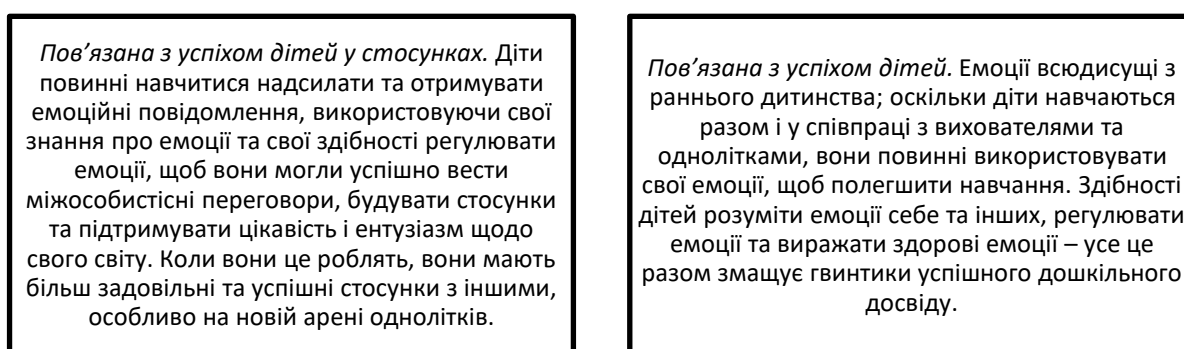 Пов’язана з успіхом дітей у стосунках. Діти
повинні навчитися надсилати та отримувати
емоційні повідомлення, використовуючи свої
знання про емоції та свої здібності регулювати
емоції, щоб вони могли успішно вести
міжособистісні переговори, будувати стосунки
та підтримувати цікавість і ентузіазм щодо
свого світу. Коли вони це роблять, вони мають
більш задовільні та успішні стосунки з іншими,
особливо на новій арені однолітків.
Пов’язана з успіхом дітей. Емоції всюдисущі з
раннього дитинства; оскільки діти навчаються
разом і у співпраці з вихователями та
однолітками, вони повинні використовувати
свої емоції, щоб полегшити навчання. Здібності
дітей розуміти емоції себе та інших, регулювати
емоції та виражати здорові емоції – усе це
разом змащує гвинтики успішного дошкільного
досвіду.